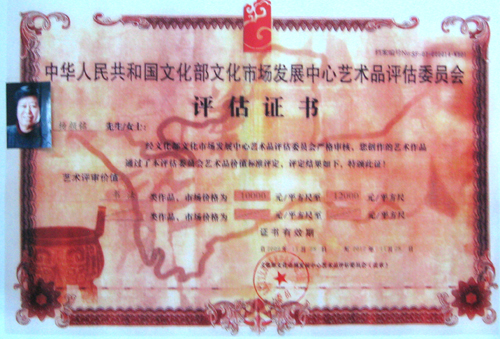 中华人民共和国文化部文化市场发展中心艺术品评估委员会
评估证书
先生/女士:
经文化部文化市场发展中心艺术品评估委员会严格审核，您创作的艺术作品
通过了本评估委员会艺术品价值标准评定，评定结果如下，特颁此证!
艺术评审价值
类作品，市场价格为 10000 元/平方尺至 12000 元/平方尺
类作品，市场价格为 元/平方尺至 元/平方尺
证书有效期